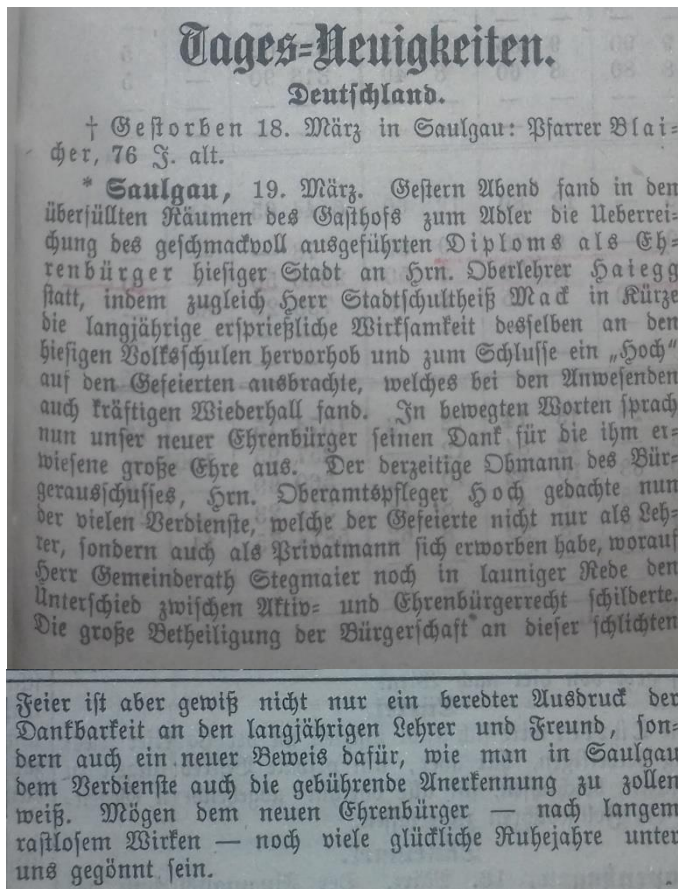 Tages-Neuigkeiten.
Deutschland.
† Gestorben 18. März in Saulgau: Pfarrer Blai-
cher, 76 J. alt.
* Saulgau, 19. März. Gestern Abend fand in den
überfüllten Räumen des Gasthofs zum Adler die Ueberrei-
chung des geschmackvoll ausgeführten Diploms als Eh-
renbürger hiesiger Stadt an Hrn. Oberlehrer Haiegg
statt, indem zugleich Herr Stadtschultheiß Mack in Kürze
die langjährige ersprießliche Wirksamkeit desselben an den
hiesigen Volksschulen hervorhob und zum Schlusse ein „Hoch“
auf den Gefeierten ausbrachte, welches bei den Anwesenden
auch kräftigen Wiederhall fand. In bewegten Worten sprach
nun unser neuer Ehrenbürger seinen Dank für die ihm er-
wiesene große Ehre aus. Der derzeitige Obmann des Bür-
gerausschusses, Hrn. Oberamtspfleger Hoch gedachte nun
der vielen Verdienste, welche der Gefeierte nicht nur als Leh-
rer, sondern auch als Privatmann sich erworben habe, worauf
Herr Gemeinderath Stegmaier noch in launiger Rede den
Unterschied zwischen Aktiv- und Ehrenbürgerrecht schilderte.
Die große Betheiligung der Bürgerschaft an dieser schlichten
Feier ist aber gewiß nicht nur ein beredter Ausdruck der
Dankbarkeit an den langjährigen Lehrer und Freund, son-
dern auch ein neuer Beweis dafür, wie man in Saulgau
dem Verdienste auch die gebührende Anerkennung zu zollen
weiß. Mögen dem neuen Ehrenbürger — nach langem
rastlosem Wirken — noch viele glückliche Ruhejahre unter
uns gegönnt sein.